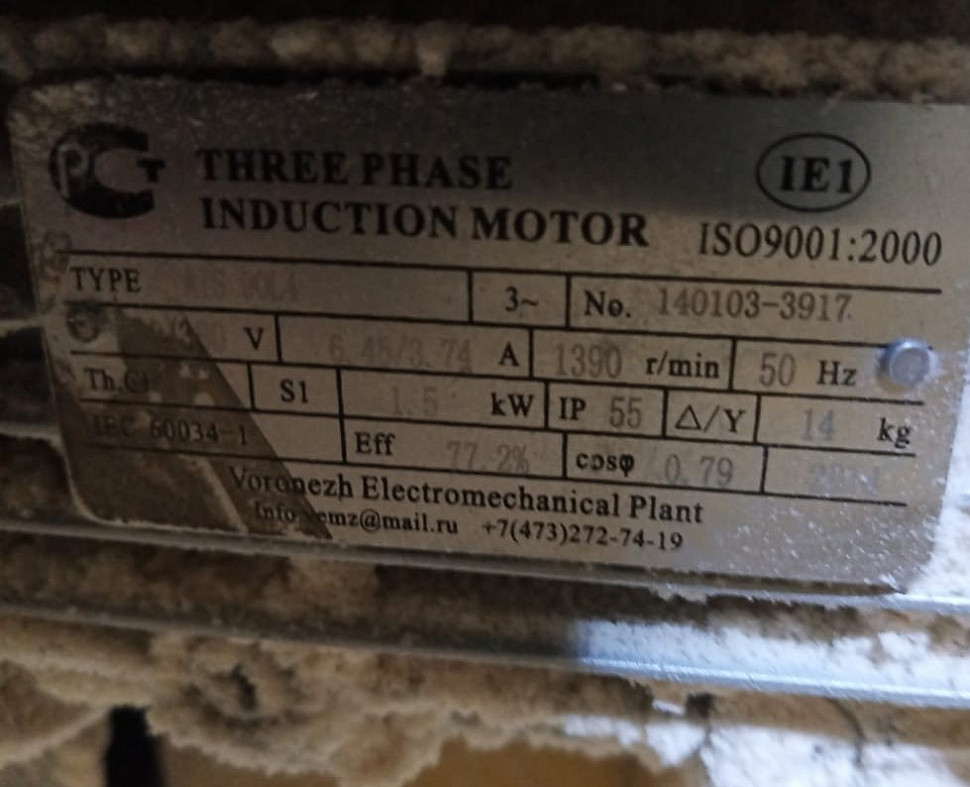 РСТ THREE PHASE
INDUCTION MOTOR
IE1
ISO9001:2000
TYPE 3~ No. 140103-3917
V 6.45/3.74 A 1390 r/min 50 Hz
S1 1.5 kW IP 55 △/Y 14 kg
IEC 60034-1 Eff 77.2% cosφ 0.79
Voronezh Electromechanical Plant
+7(473)272-74-19